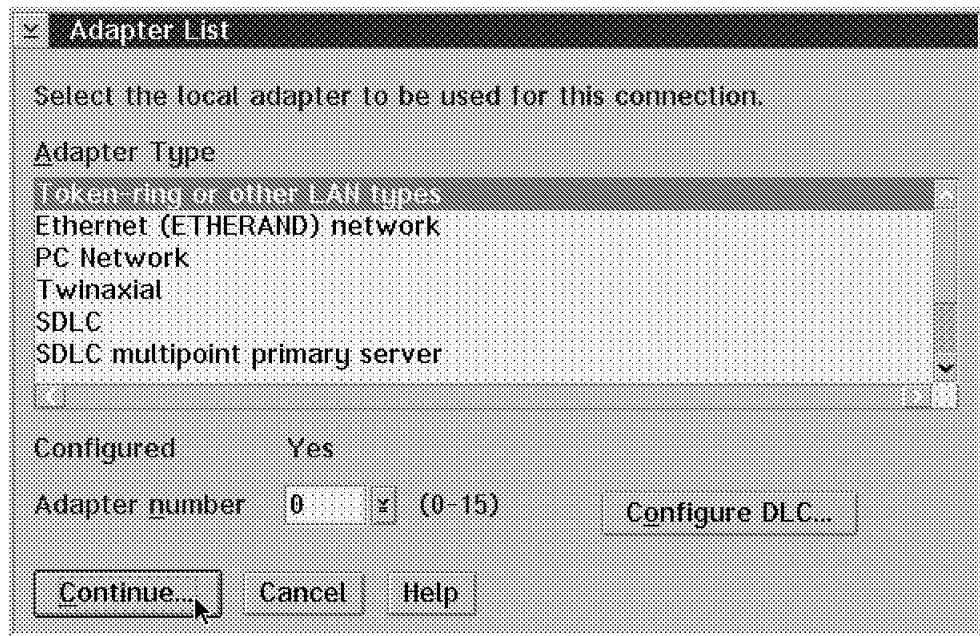 Adapter List
Select the local adapter to be used for this connection.
Adapter Type
Token-ring or other LAN types
Ethernet (ETHERAND) network
PC Network
Twinaxial
SDLC
SDLC multipoint primary server
Configured Yes
Adapter number 0 (0-15) Configure DLC...
Continue... Cancel Help